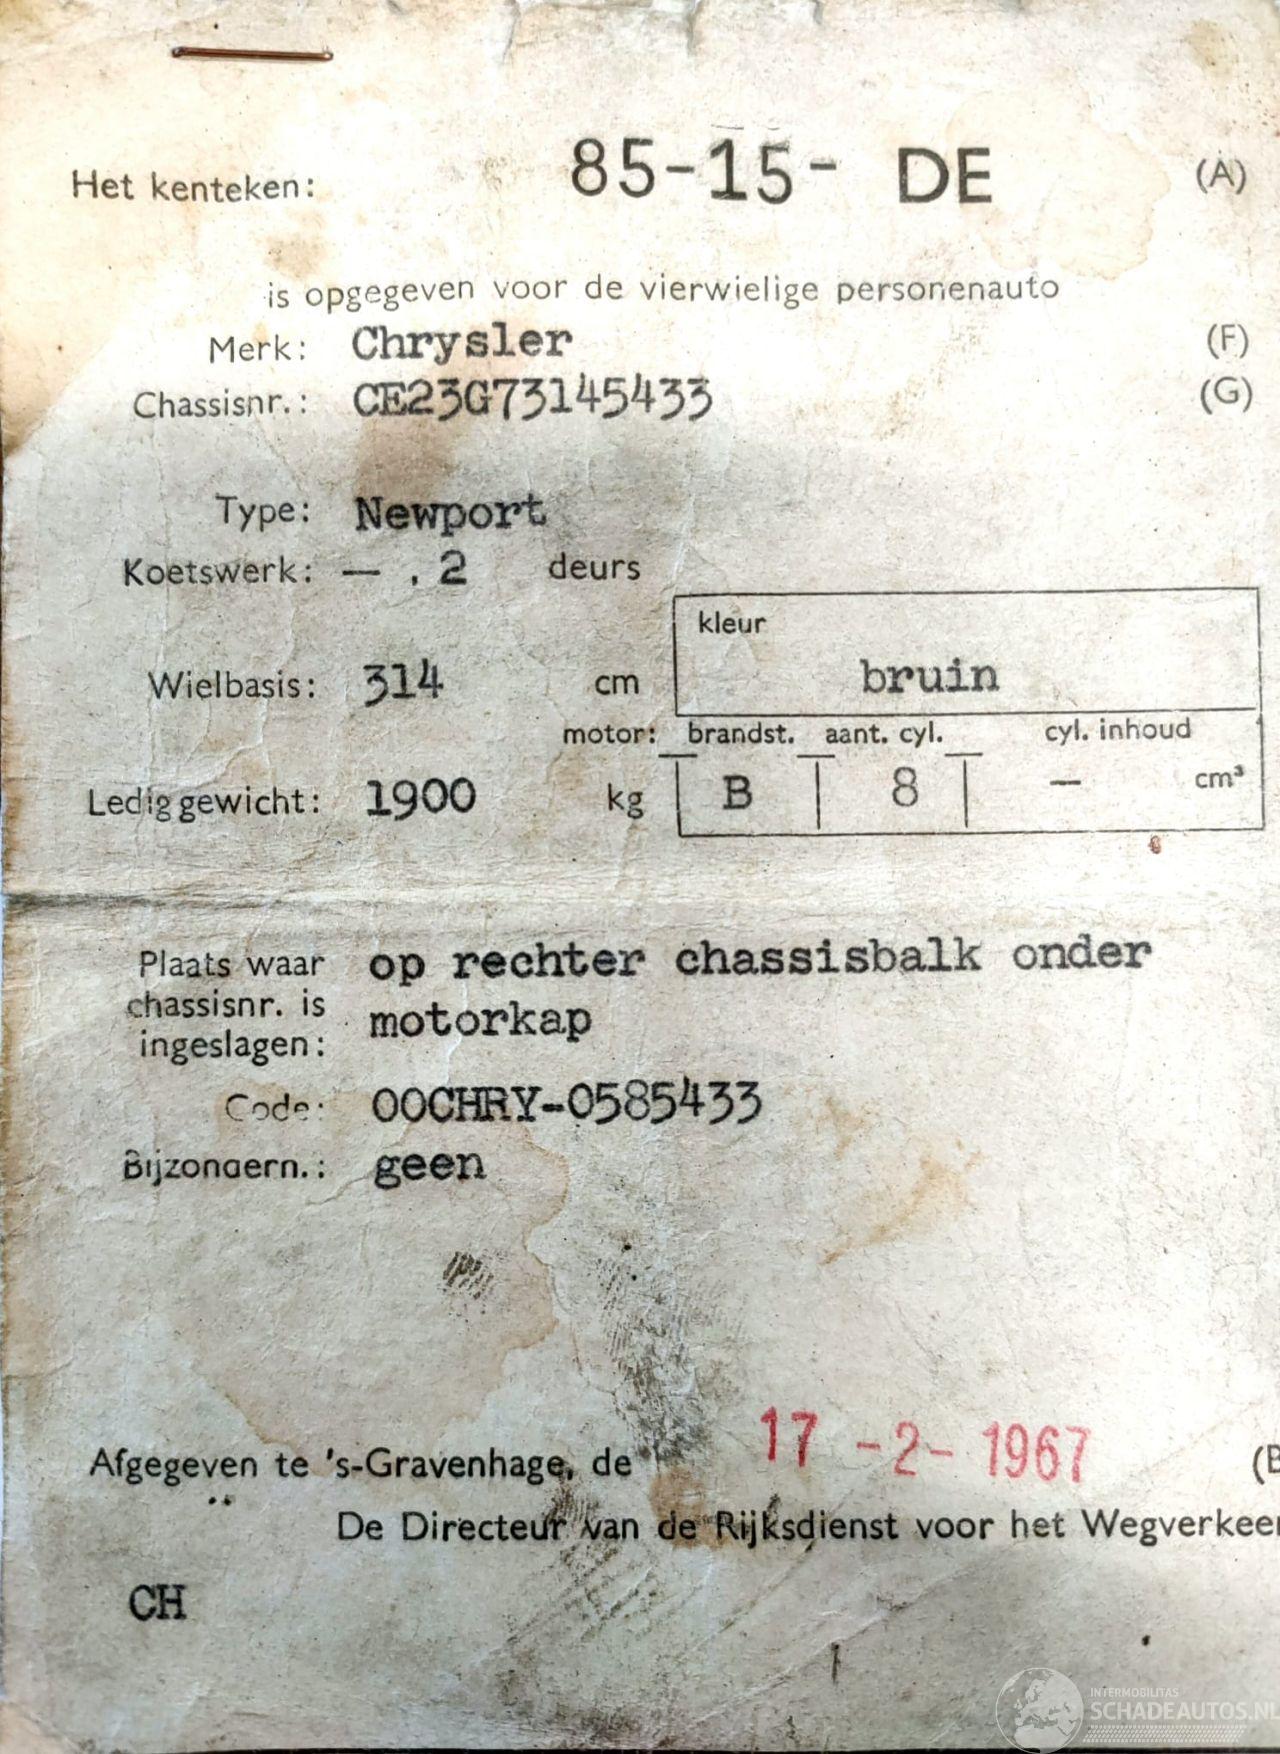 Het kenteken: 85-15- DE (A)
is opgegeven voor de vierwielige personenauto
Merk: Chrysler (F)
Chassisnr.: CE23G73145433 (G)
Type: Newport
Koetswerk: — . 2 deurs
kleur
bruin
Wielbasis: 314 cm
motor: brandst. aant. cyl. cyl. inhoud
Ledig gewicht: 1900 kg B 8 — cm³
Plaats waar
chassisnr. is
ingeslagen:
op rechter chassisbalk onder
motorkap
Code: 00CHRY-0585433
Bijzondern.: geen
Afgegeven te 's-Gravenhage, de 17 -2- 1967 (B
De Directeur van de Rijksdienst voor het Wegverkeer
CH
INTERMOBILITAS
SCHADEAUTOS.NL